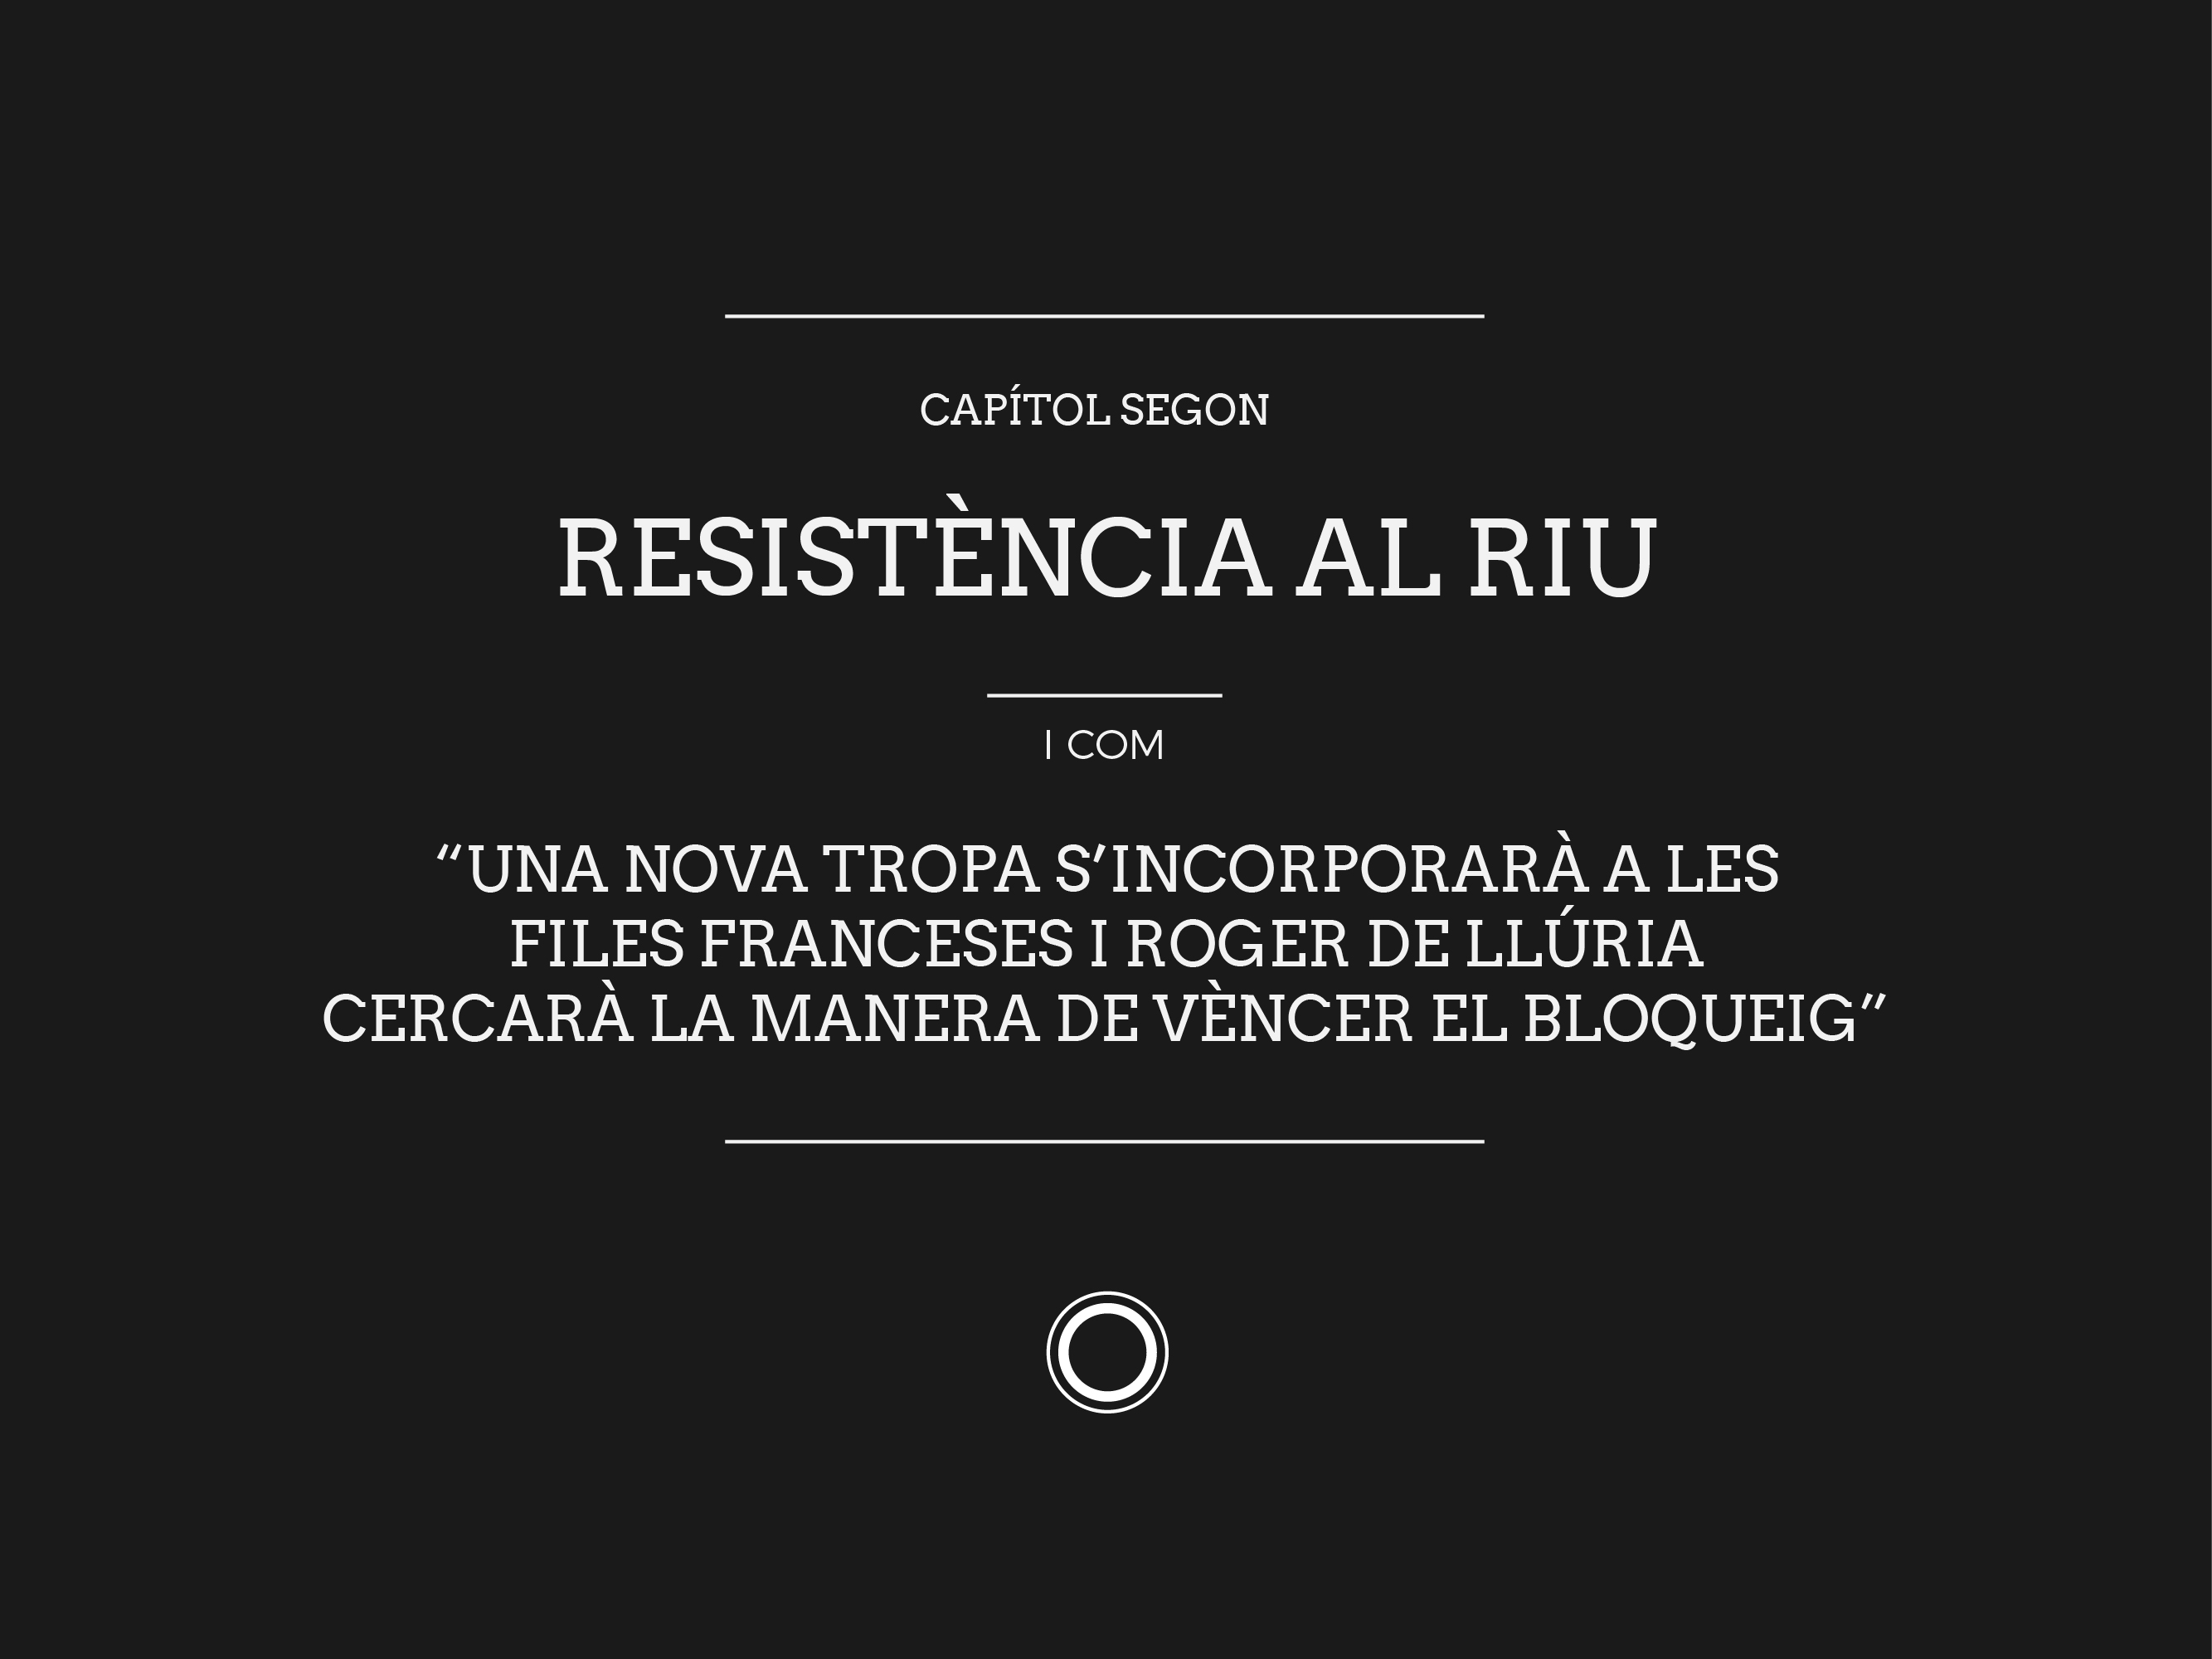 CAPÍTOL SEGON
RESISTÈNCIA AL RIU
I COM
“UNA NOVA TROPA S’INCORPORARÀ A LES
FILES FRANCESES I ROGER DE LLÚRIA
CERCARÀ LA MANERA DE VÈNCER EL BLOQUEIG”